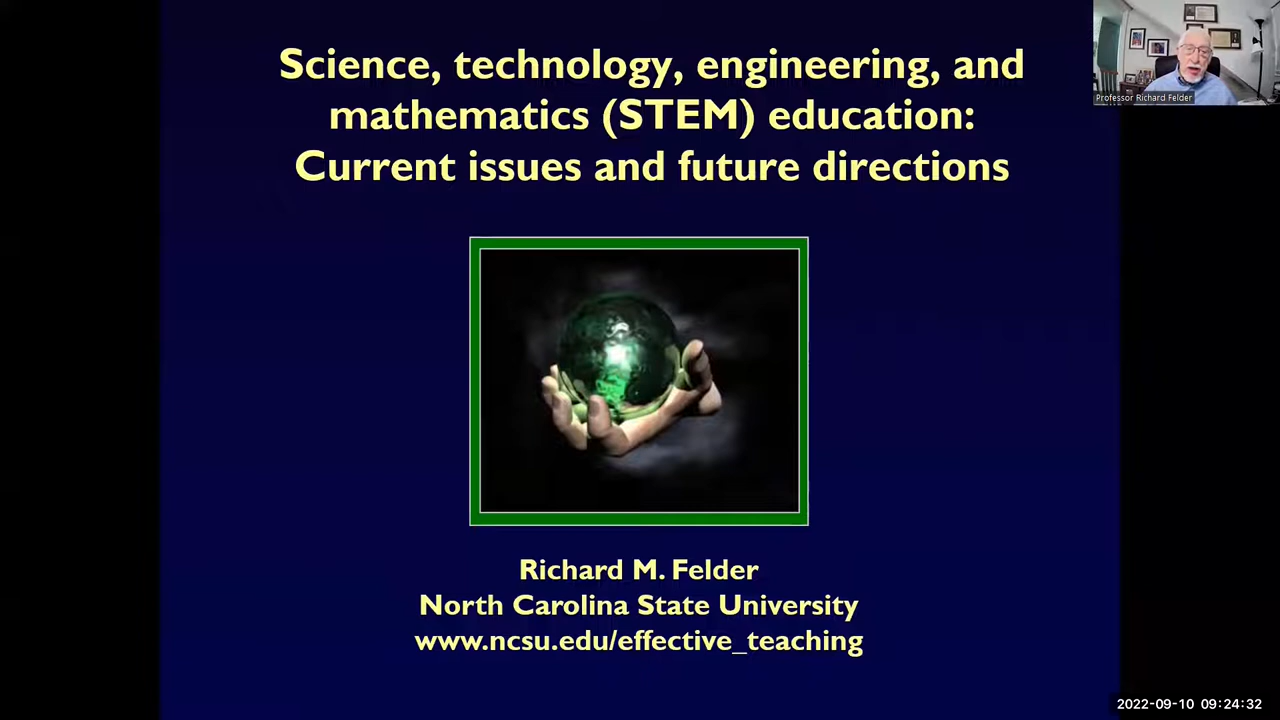 Science, technology, engineering, and
mathematics (STEM) education:
Current issues and future directions
Professor Richard Felder
Richard M. Felder
North Carolina State University
www.ncsu.edu/effective_teaching
2022-09-10 09:24:32